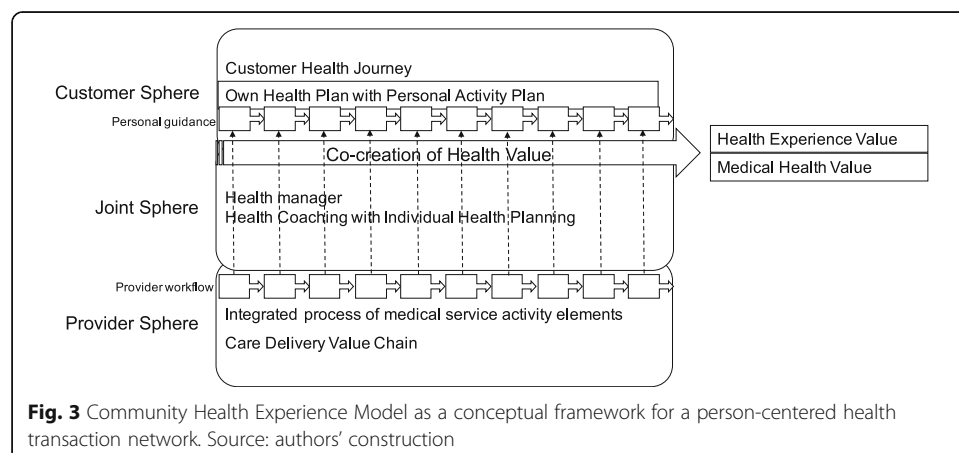 Customer Health Journey
Customer Sphere
Own Health Plan with Personal Activity Plan
Personal guidance
Co-creation of Health Value
Health Experience Value
Medical Health Value
Health manager
Joint Sphere
Health Coaching with Individual Health Planning
Provider workflow
Integrated process of medical service activity elements
Provider Sphere
Care Delivery Value Chain
Fig. 3 Community Health Experience Model as a conceptual framework for a person-centered health
transaction network. Source: authors' construction